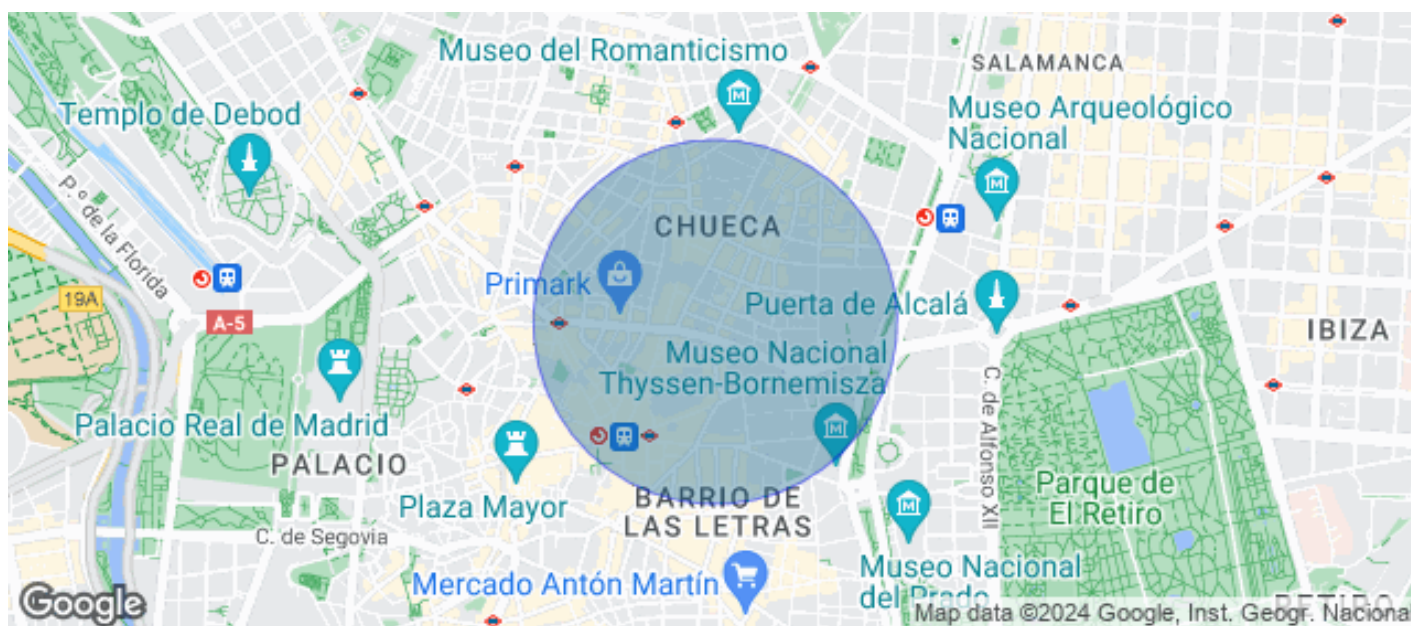 Museo del Romanticismo
SALAMANCA
Templo de Debod
Museo Arqueológico
Nacional
P.º de la Florida
CHUECA
Primark
19A
A-5
Puerta de Alcalá
IBIZA
Museo Nacional
Thyssen-Bornemisza
Palacio Real de Madrid
PALACIO
C. de Alfonso XII
Plaza Mayor
BARRIO DE
LAS LETRAS
Parque de
El Retiro
C. de Segovia
Mercado Antón Martín
Museo Nacional
del Prado
RETIRO
Google
Map data ©2024 Google, Inst. Geogr. Nacional